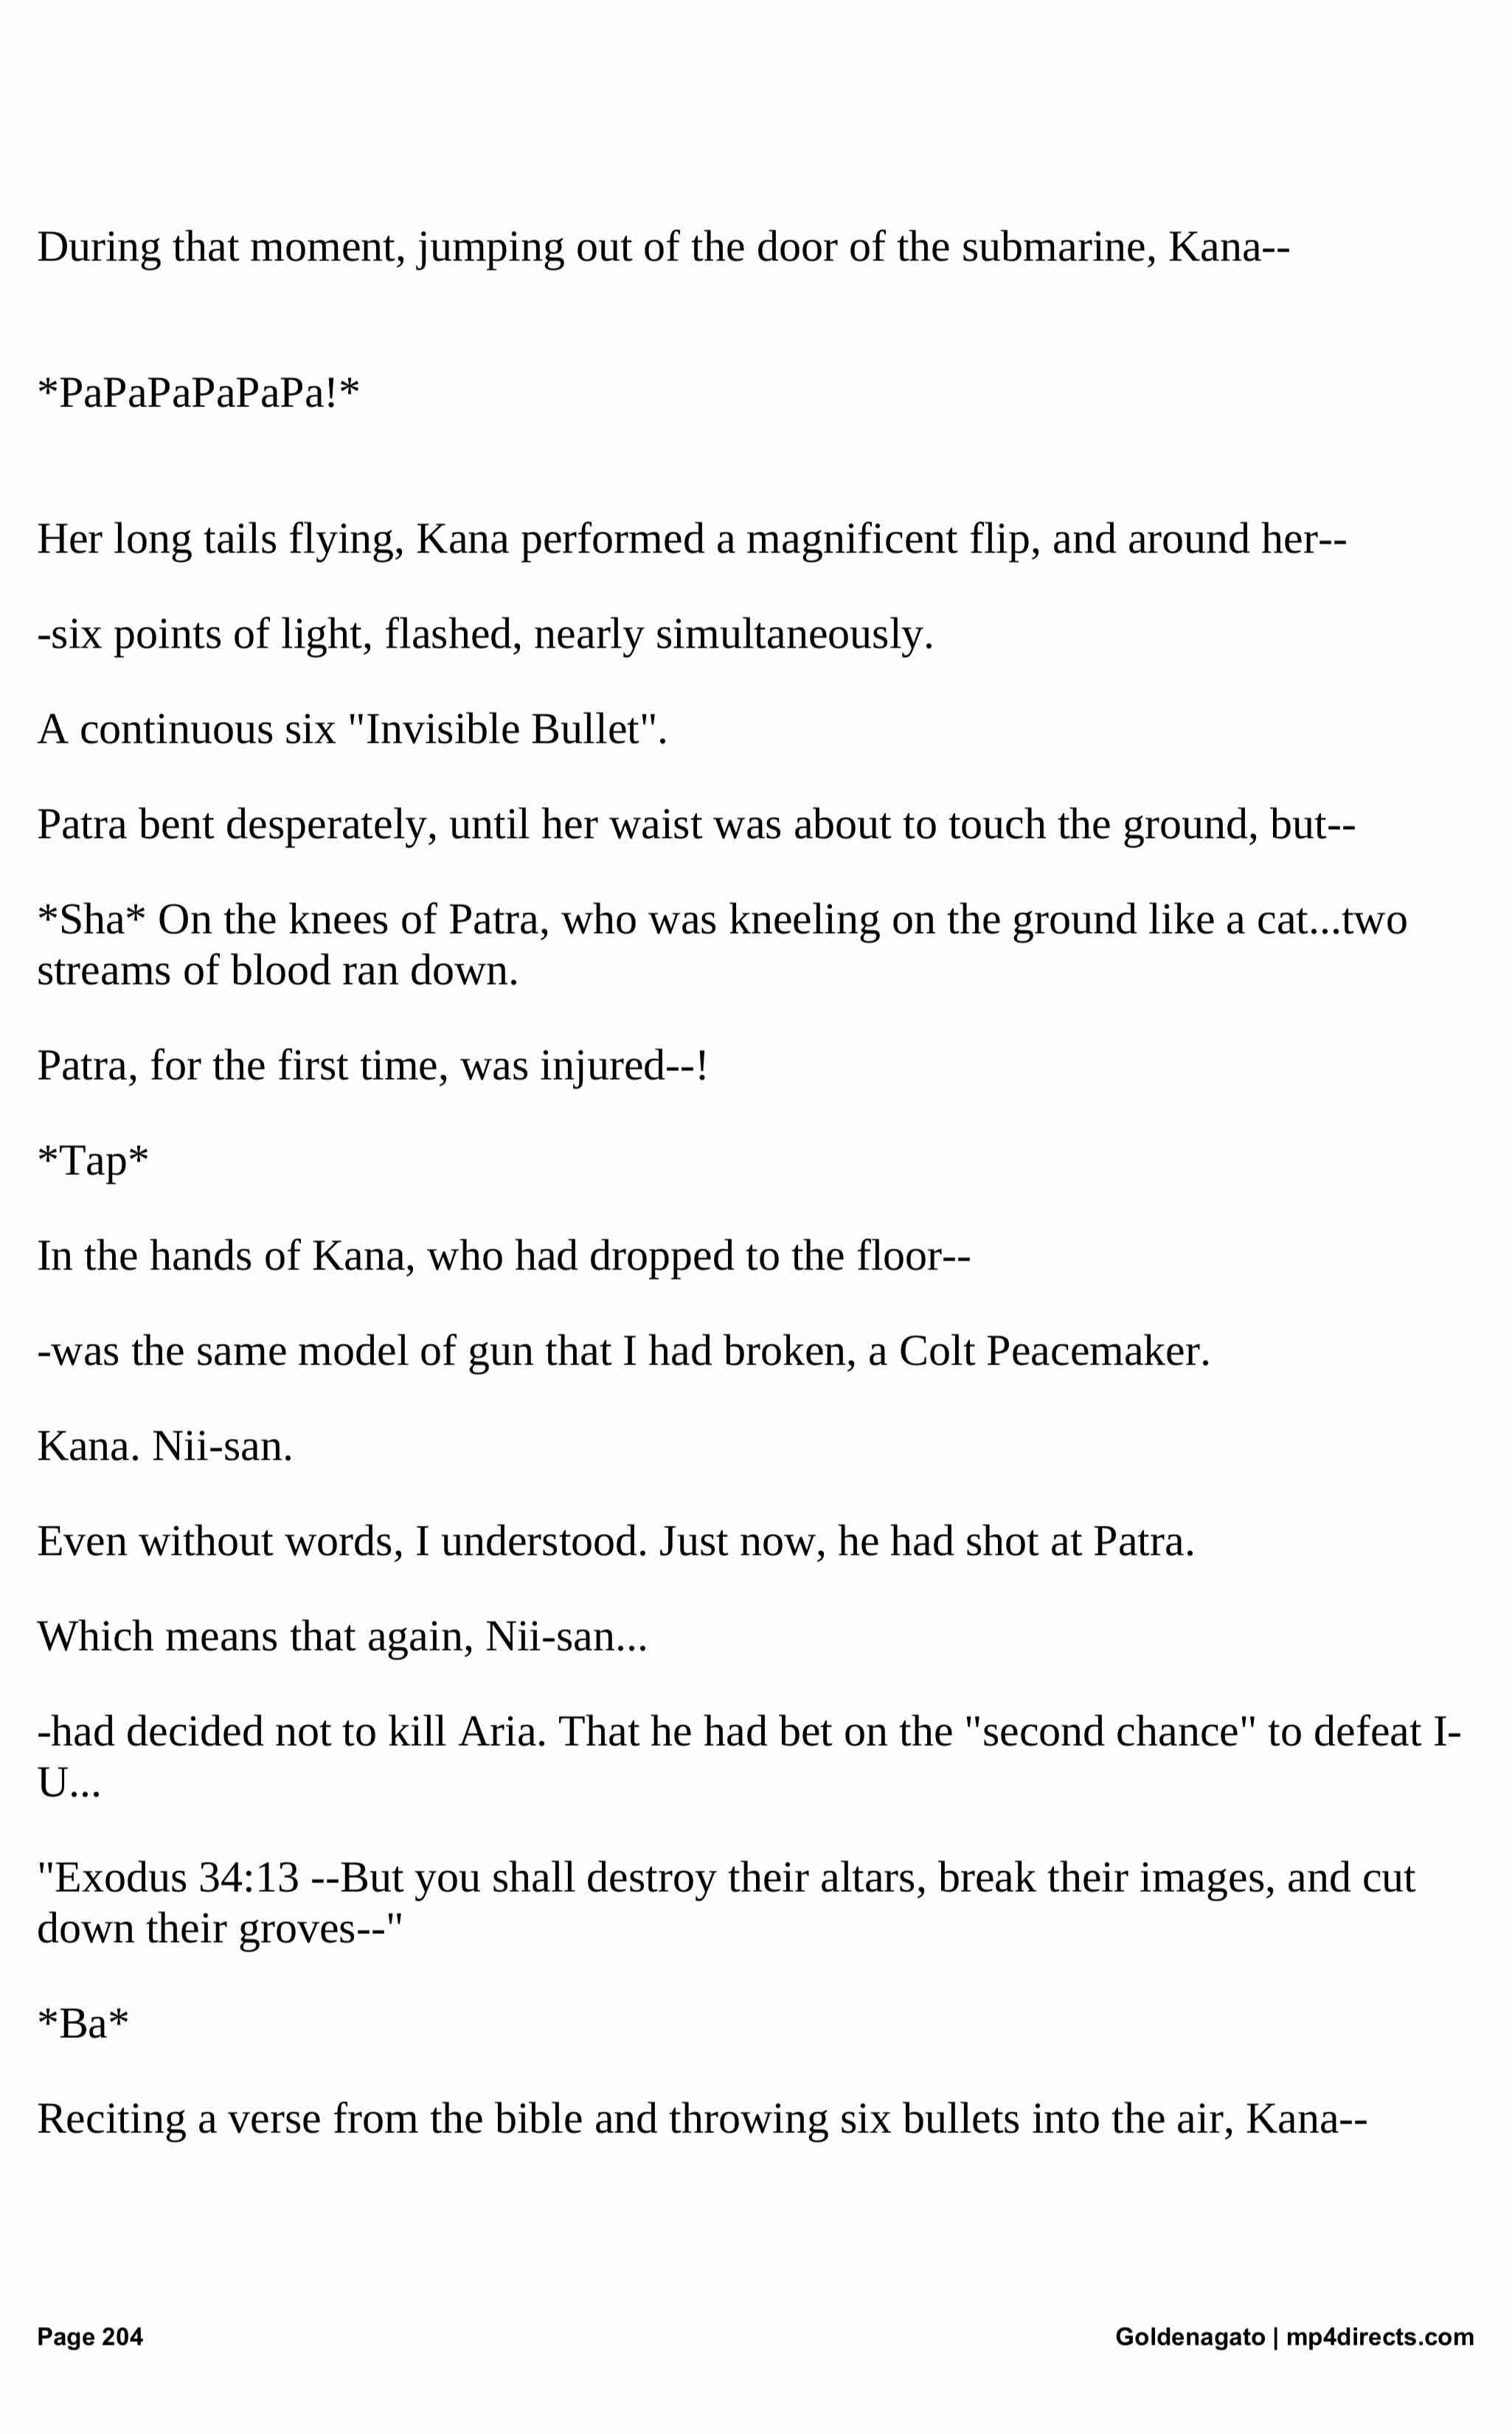 During that moment, jumping out of the door of the submarine, Kana--
*PaPaPaPaPaPa!*
Her long tails flying, Kana performed a magnificent flip, and around her--
-six points of light, flashed, nearly simultaneously.
A continuous six "Invisible Bullet".
Patra bent desperately, until her waist was about to touch the ground, but--
*Sha* On the knees of Patra, who was kneeling on the ground like a cat...two
streams of blood ran down.
Patra, for the first time, was injured--!
*Tap*
In the hands of Kana, who had dropped to the floor--
-was the same model of gun that I had broken, a Colt Peacemaker.
Kana. Nii-san.
Even without words, I understood. Just now, he had shot at Patra.
Which means that again, Nii-san...
-had decided not to kill Aria. That he had bet on the "second chance" to defeat I-
U...
"Exodus 34:13 --But you shall destroy their altars, break their images, and cut
down their groves--"
*Ba*
Reciting a verse from the bible and throwing six bullets into the air, Kana--
Page 204
Goldenagato | mp4directs.com